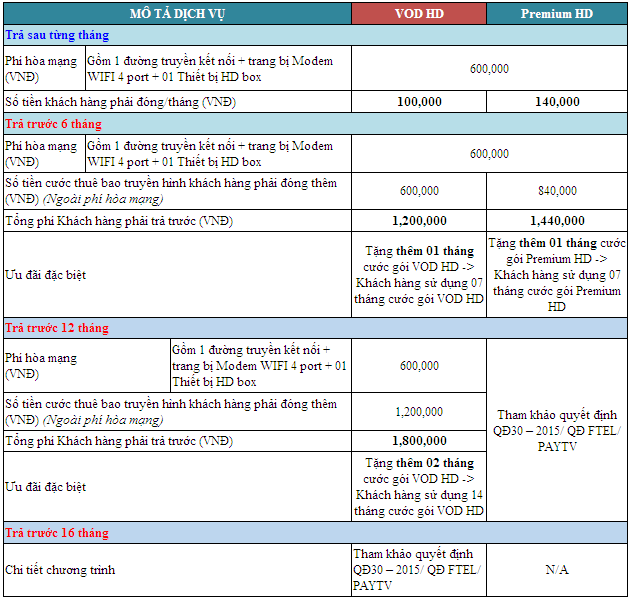 MÔ TẢ DỊCH VỤ VOD HD Premium HD
Trả sau từng tháng
Phí hòa mạng (VNĐ)
Gồm 1 đường truyền kết nối + trang bị Modem
WIFI 4 port + 01 Thiết bị HD box
600,000
Số tiền khách hàng phải đóng/tháng (VNĐ) 100,000 140,000
Trả trước 6 tháng
Phí hòa mạng (VNĐ)
Gồm 1 đường truyền kết nối + trang bị Modem
WIFI 4 port + 01 Thiết bị HD box
600,000
Số tiền cước thuê bao truyền hình khách hàng phải đóng thêm
(VNĐ) (Ngoài phí hòa mạng)
600,000 840,000
Tổng phí Khách hàng phải trả trước (VNĐ) 1,200,000 1,440,000
Ưu đãi đặc biệt
Tặng thêm 01 tháng
cước gói VOD HD ->
Khách hàng sử dụng 07
tháng cước gói VOD HD
Tặng thêm 01 tháng cước
gói Premium HD ->
Khách hàng sử dụng 07
tháng cước gói Premium
HD
Trả trước 12 tháng
Phí hòa mạng
(VNĐ)
Gồm 1 đường truyền kết nối +
trang bị Modem WIFI 4 port + 01
Thiết bị HD box
600,000
Số tiền cước thuê bao truyền hình khách hàng phải đóng thêm
(VNĐ) (Ngoài phí hòa mạng)
1,200,000
Tổng phí Khách hàng phải trả trước (VNĐ) 1,800,000
Ưu đãi đặc biệt
Tặng thêm 02 tháng
cước gói VOD HD ->
Khách hàng sử dụng 14
tháng cước gói VOD HD
Tham khảo quyết định
QĐ30 – 2015/ QĐ FTEL/
PAYTV
Trả trước 16 tháng
Chi tiết chương trình
Tham khảo quyết định
QĐ30 – 2015/ QĐ FTEL/
PAYTV
N/A